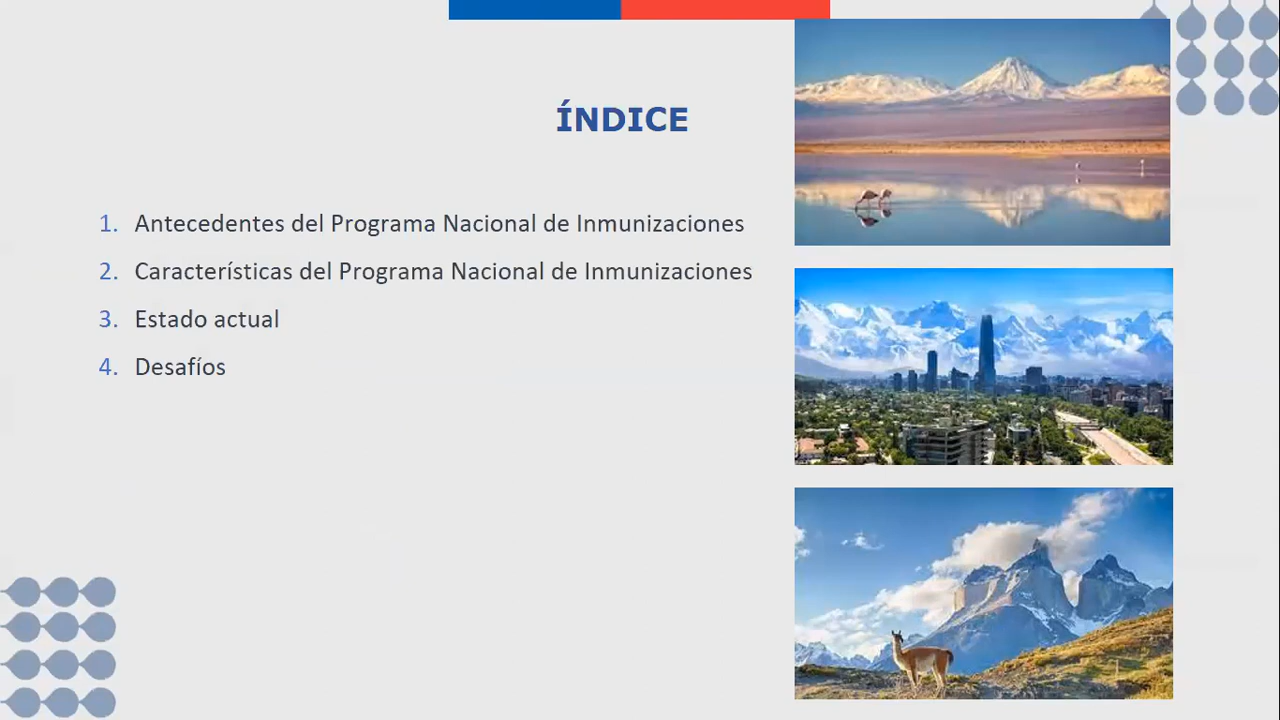 ÍNDICE
1. Antecedentes del Programa Nacional de Inmunizaciones
2. Características del Programa Nacional de Inmunizaciones
3. Estado actual
4. Desafíos